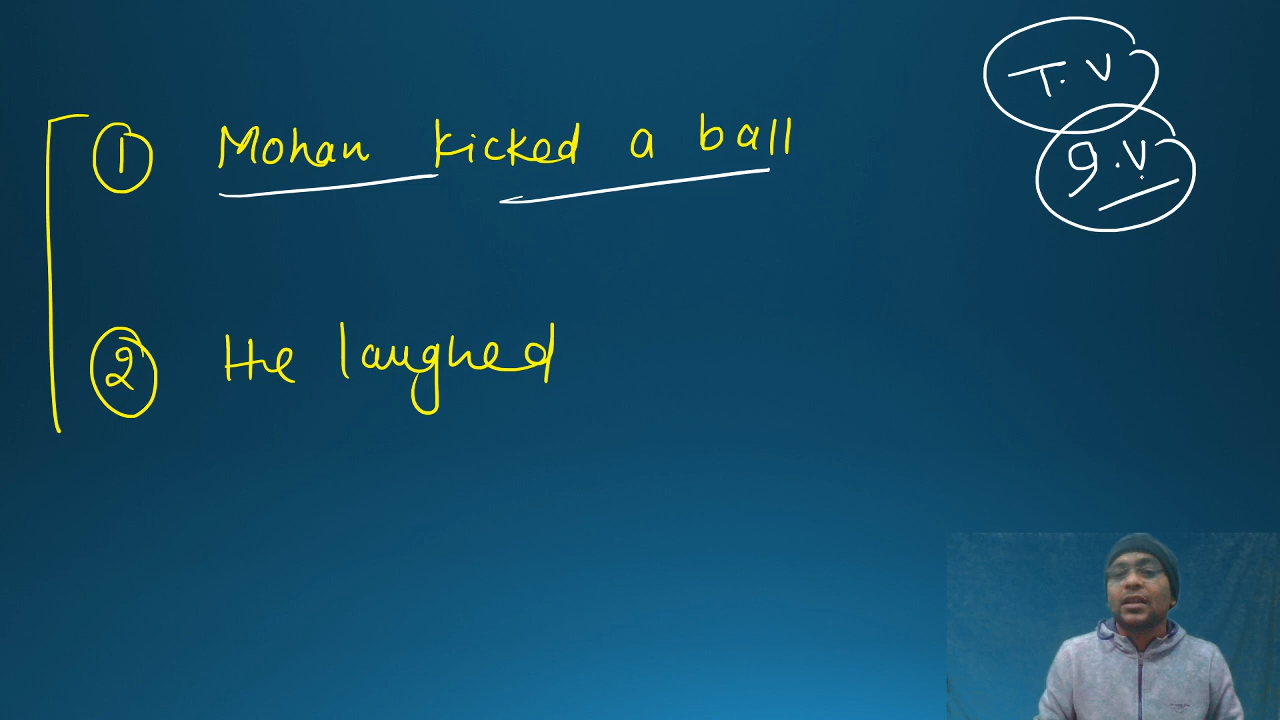 T.V
① Mohan kicked a ball
I.V.
② He laughed